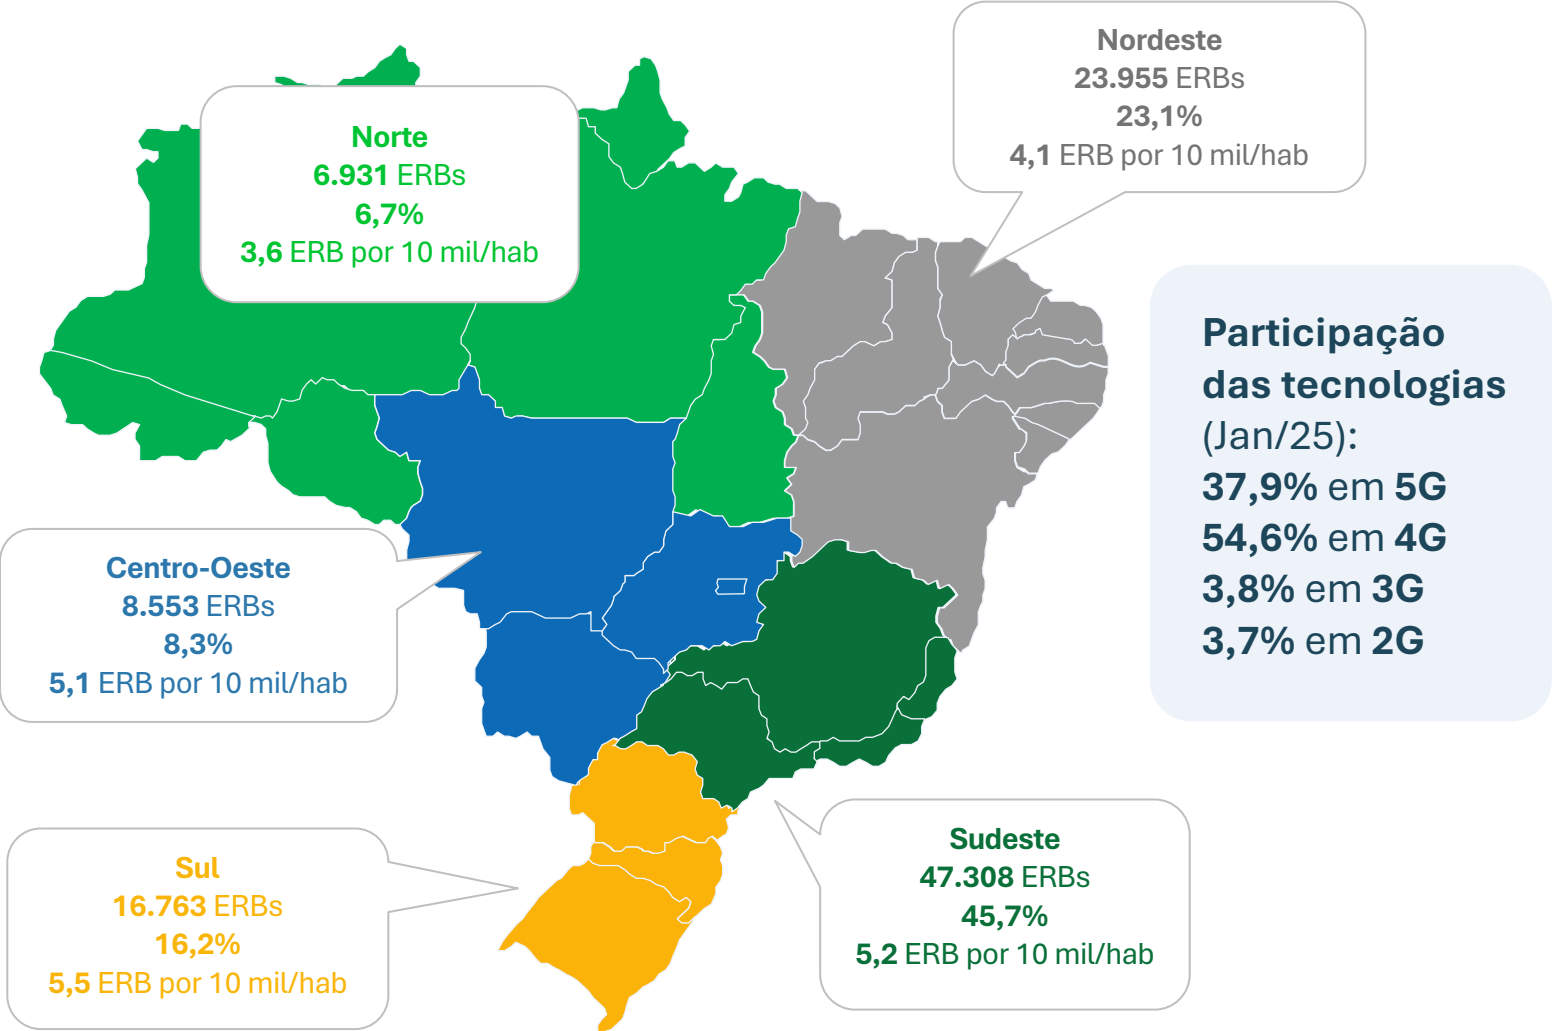 Norte
6.931 ERBs
6,7%
3,6 ERB por 10 mil/hab
Nordeste
23.955 ERBs
23,1%
4,1 ERB por 10 mil/hab
Participação
das tecnologias
(Jan/25):
37,9% em 5G
54,6% em 4G
3,8% em 3G
3,7% em 2G
Centro-Oeste
8.553 ERBs
8,3%
5,1 ERB por 10 mil/hab
Sul
16.763 ERBs
16,2%
5,5 ERB por 10 mil/hab
Sudeste
47.308 ERBs
45,7%
5,2 ERB por 10 mil/hab